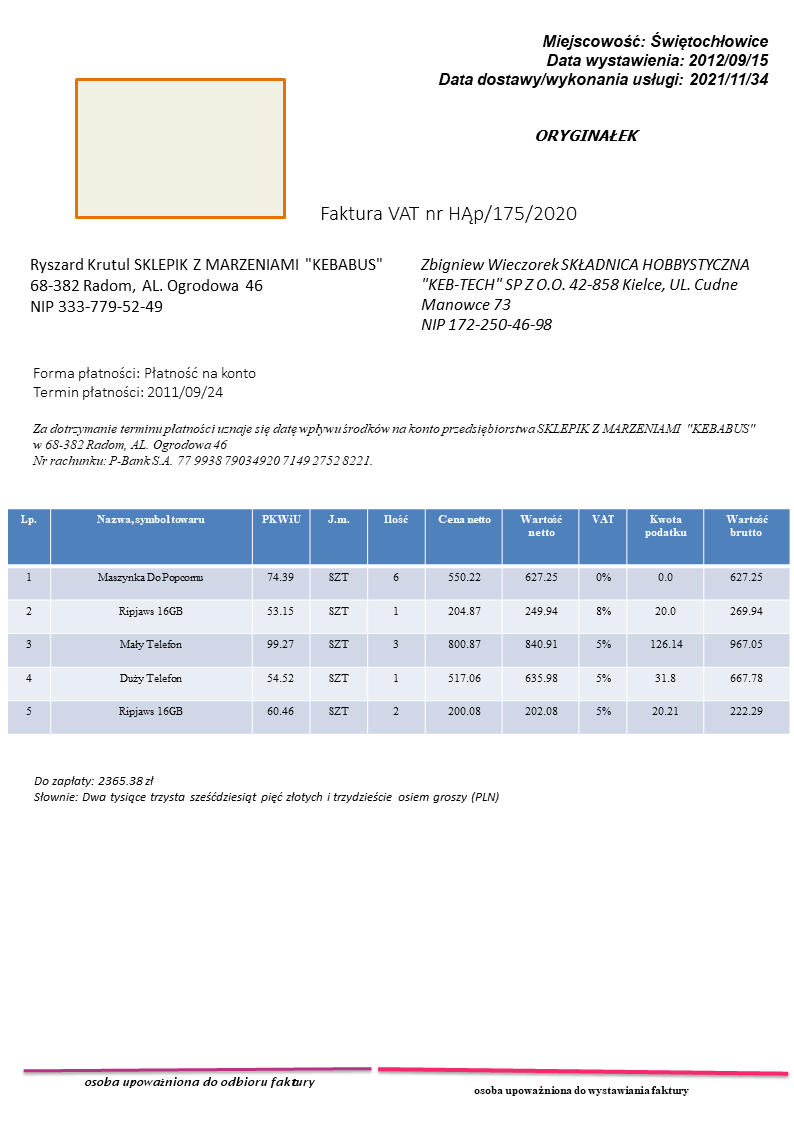 Miejscowość: Świętochłowice
Data wystawienia: 2012/09/15
Data dostawy/wykonania usługi: 2021/11/34
ORYGINAŁEK
Faktura VAT nr HĄp/175/2020
Ryszard Krutul SKLEPIK Z MARZENIAMI "KEBABUS"
68-382 Radom, AL. Ogrodowa 46
NIP 333-779-52-49
Zbigniew Wieczorek SKŁADNICA HOBBYSTYCZNA
"KEB-TECH" SP Z O.O. 42-858 Kielce, UL. Cudne
Manowce 73
NIP 172-250-46-98
Forma płatności: Płatność na konto
Termin płatności: 2011/09/24
Za dotrzymanie terminu płatności uznaje się datę wpływu środków na konto przedsiębiorstwa SKLEPIK Z MARZENIAMI "KEBABUS"
w 68-382 Radom, AL. Ogrodowa 46
Nr rachunku: P-Bank S.A. 77 9938 7903 4920 7149 2752 8221.
Lp. Nazwa, symbol towaru PKWiU J.m. Ilość Cena netto Wartość netto VAT Kwota podatku Wartość brutto
1 Maszynka Do Popcornu 74.39 SZT 6 550.22 627.25 0% 0.0 627.25
2 Ripjaws 16GB 53.15 SZT 1 204.87 249.94 8% 20.0 269.94
3 Mały Telefon 99.27 SZT 3 800.87 840.91 5% 126.14 967.05
4 Duży Telefon 54.52 SZT 1 517.06 635.98 5% 31.8 667.78
5 Ripjaws 16GB 60.46 SZT 2 200.08 202.08 5% 20.21 222.29
Do zapłaty: 2365.38 zł
Słownie: Dwa tysiące trzysta sześćdziesiąt pięć złotych i trzydzieście osiem groszy (PLN)
osoba upoważniona do odbioru faktury
osoba upoważniona do wystawiania faktury